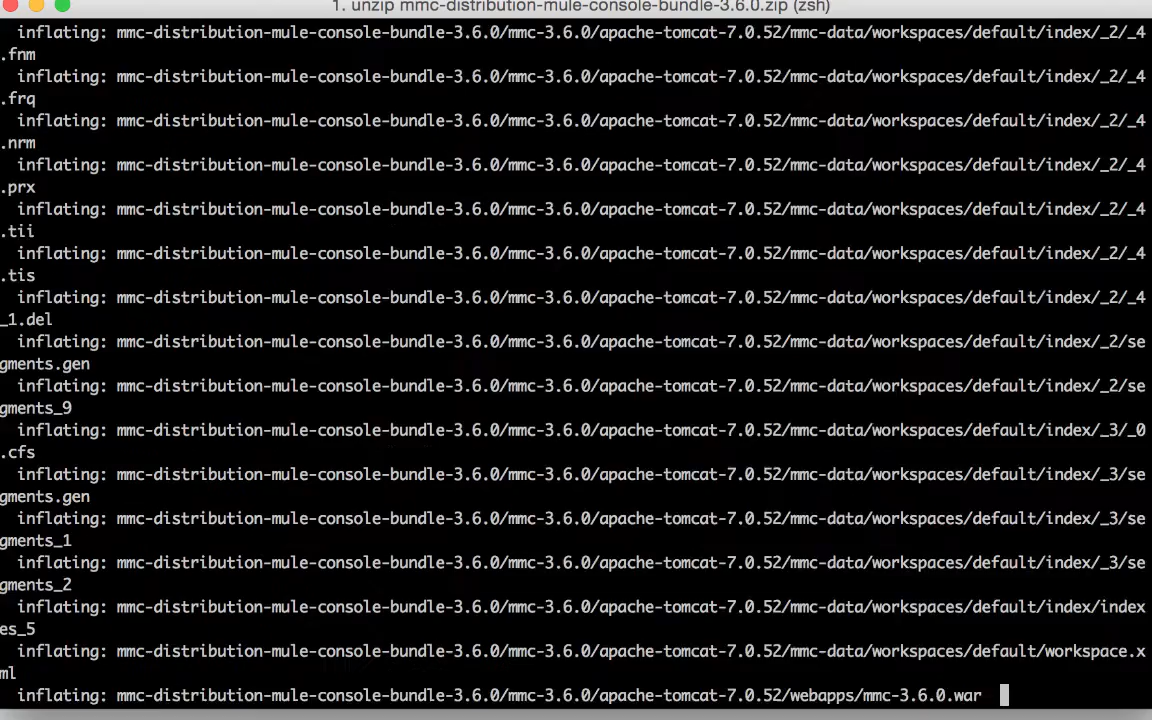 1. unzip mmc-distribution-mule-console-bundle-3.6.0.zip (zsh)
inflating: mmc-distribution-mule-console-bundle-3.6.0/mmc-3.6.0/apache-tomcat-7.0.52/mmc-data/workspaces/default/index/_2/_4
.fnm
inflating: mmc-distribution-mule-console-bundle-3.6.0/mmc-3.6.0/apache-tomcat-7.0.52/mmc-data/workspaces/default/index/_2/_4
.frq
inflating: mmc-distribution-mule-console-bundle-3.6.0/mmc-3.6.0/apache-tomcat-7.0.52/mmc-data/workspaces/default/index/_2/_4
.nrm
inflating: mmc-distribution-mule-console-bundle-3.6.0/mmc-3.6.0/apache-tomcat-7.0.52/mmc-data/workspaces/default/index/_2/_4
.prx
inflating: mmc-distribution-mule-console-bundle-3.6.0/mmc-3.6.0/apache-tomcat-7.0.52/mmc-data/workspaces/default/index/_2/_4
.tii
inflating: mmc-distribution-mule-console-bundle-3.6.0/mmc-3.6.0/apache-tomcat-7.0.52/mmc-data/workspaces/default/index/_2/_4
.tis
inflating: mmc-distribution-mule-console-bundle-3.6.0/mmc-3.6.0/apache-tomcat-7.0.52/mmc-data/workspaces/default/index/_2/_4
_1.del
inflating: mmc-distribution-mule-console-bundle-3.6.0/mmc-3.6.0/apache-tomcat-7.0.52/mmc-data/workspaces/default/index/_2/se
gments.gen
inflating: mmc-distribution-mule-console-bundle-3.6.0/mmc-3.6.0/apache-tomcat-7.0.52/mmc-data/workspaces/default/index/_2/se
gments_9
inflating: mmc-distribution-mule-console-bundle-3.6.0/mmc-3.6.0/apache-tomcat-7.0.52/mmc-data/workspaces/default/index/_3/_0
.cfs
inflating: mmc-distribution-mule-console-bundle-3.6.0/mmc-3.6.0/apache-tomcat-7.0.52/mmc-data/workspaces/default/index/_3/se
gments.gen
inflating: mmc-distribution-mule-console-bundle-3.6.0/mmc-3.6.0/apache-tomcat-7.0.52/mmc-data/workspaces/default/index/_3/se
gments_1
inflating: mmc-distribution-mule-console-bundle-3.6.0/mmc-3.6.0/apache-tomcat-7.0.52/mmc-data/workspaces/default/index/_3/se
gments_2
inflating: mmc-distribution-mule-console-bundle-3.6.0/mmc-3.6.0/apache-tomcat-7.0.52/mmc-data/workspaces/default/index/index
es_5
inflating: mmc-distribution-mule-console-bundle-3.6.0/mmc-3.6.0/apache-tomcat-7.0.52/mmc-data/workspaces/default/workspace.x
ml
inflating: mmc-distribution-mule-console-bundle-3.6.0/mmc-3.6.0/apache-tomcat-7.0.52/webapps/mmc-3.6.0.war